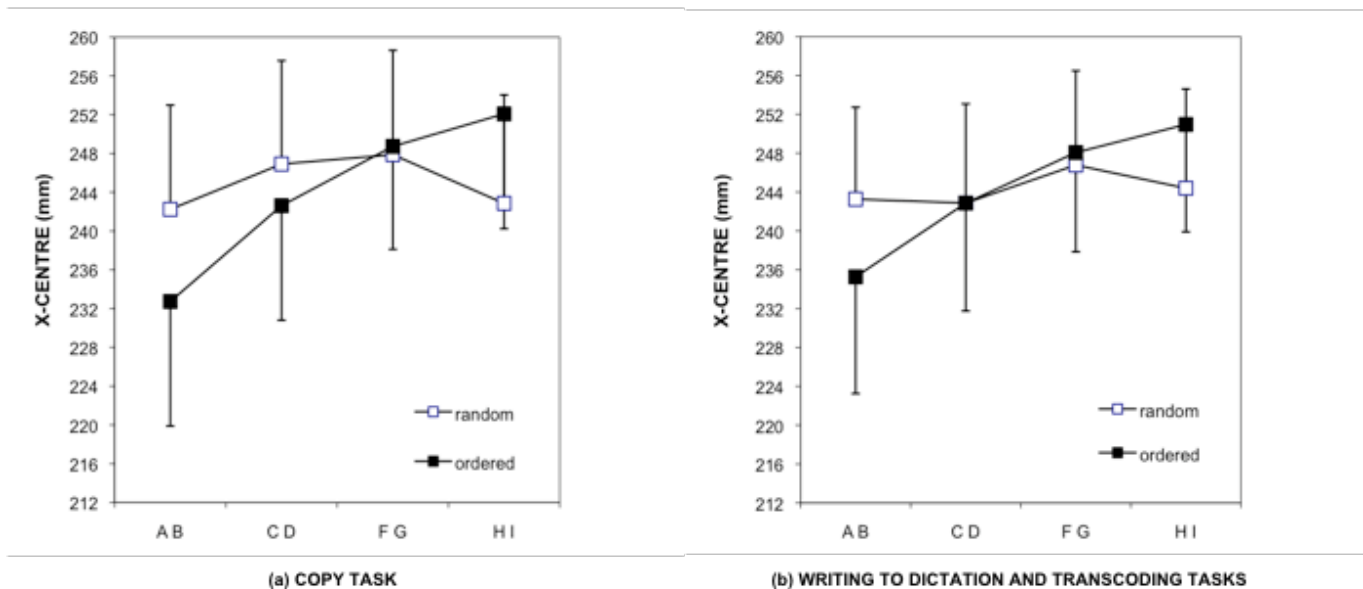 260
256
252
248
244
240
236
232
228
224
220
216
212
X-CENTRE (mm)
random
ordered
A B C D F G H I
(a) COPY TASK
260
256
252
248
244
240
236
232
228
224
220
216
212
X-CENTRE (mm)
random
ordered
A B C D F G H I
(b) WRITING TO DICTATION AND TRANSCODING TASKS